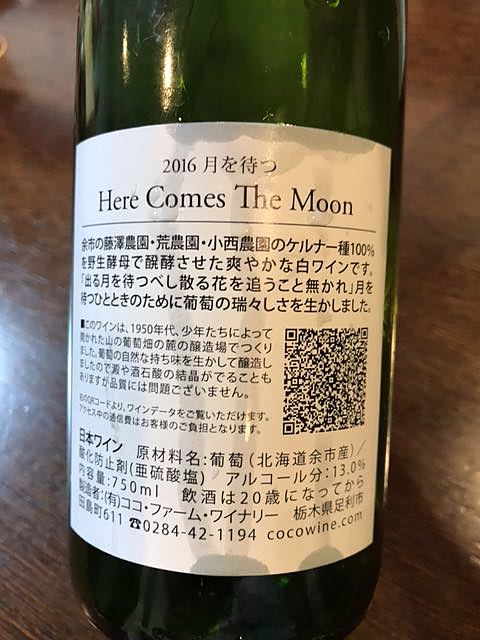 2016 月を待つ
Here Comes The Moon
余市の藤澤農園・荒農園・小西農園のケルナー種100%
を野生酵母で醗酵させた爽やかな白ワインです。
「出る月を待つべし散る花を追うこと無かれ」月を
待つひとときのために葡萄の瑞々しさを生かしました。
■このワインは、1950年代、少年たちによって
開かれた山の葡萄畑の麓の醸造場でつくり
ました。葡萄の自然な持ち味を生かして醸造し
ましたので澱や酒石酸の結晶がでることも
ありますが品質には問題ございません。
右のQRコードより、ワインデータをご覧いただけます。
アクセス中の通信費はお客様のご負担となります。
日本ワイン 原材料名:葡萄(北海道余市産)/
酸化防止剤(亜硫酸塩) アルコール分:13.0%
内容量:750ml 飲酒は20歳になってから
製造者:(有)ココ・ファーム・ワイナリー 栃木県足利市
田島町611 ☎0284-42-1194 cocowine.com